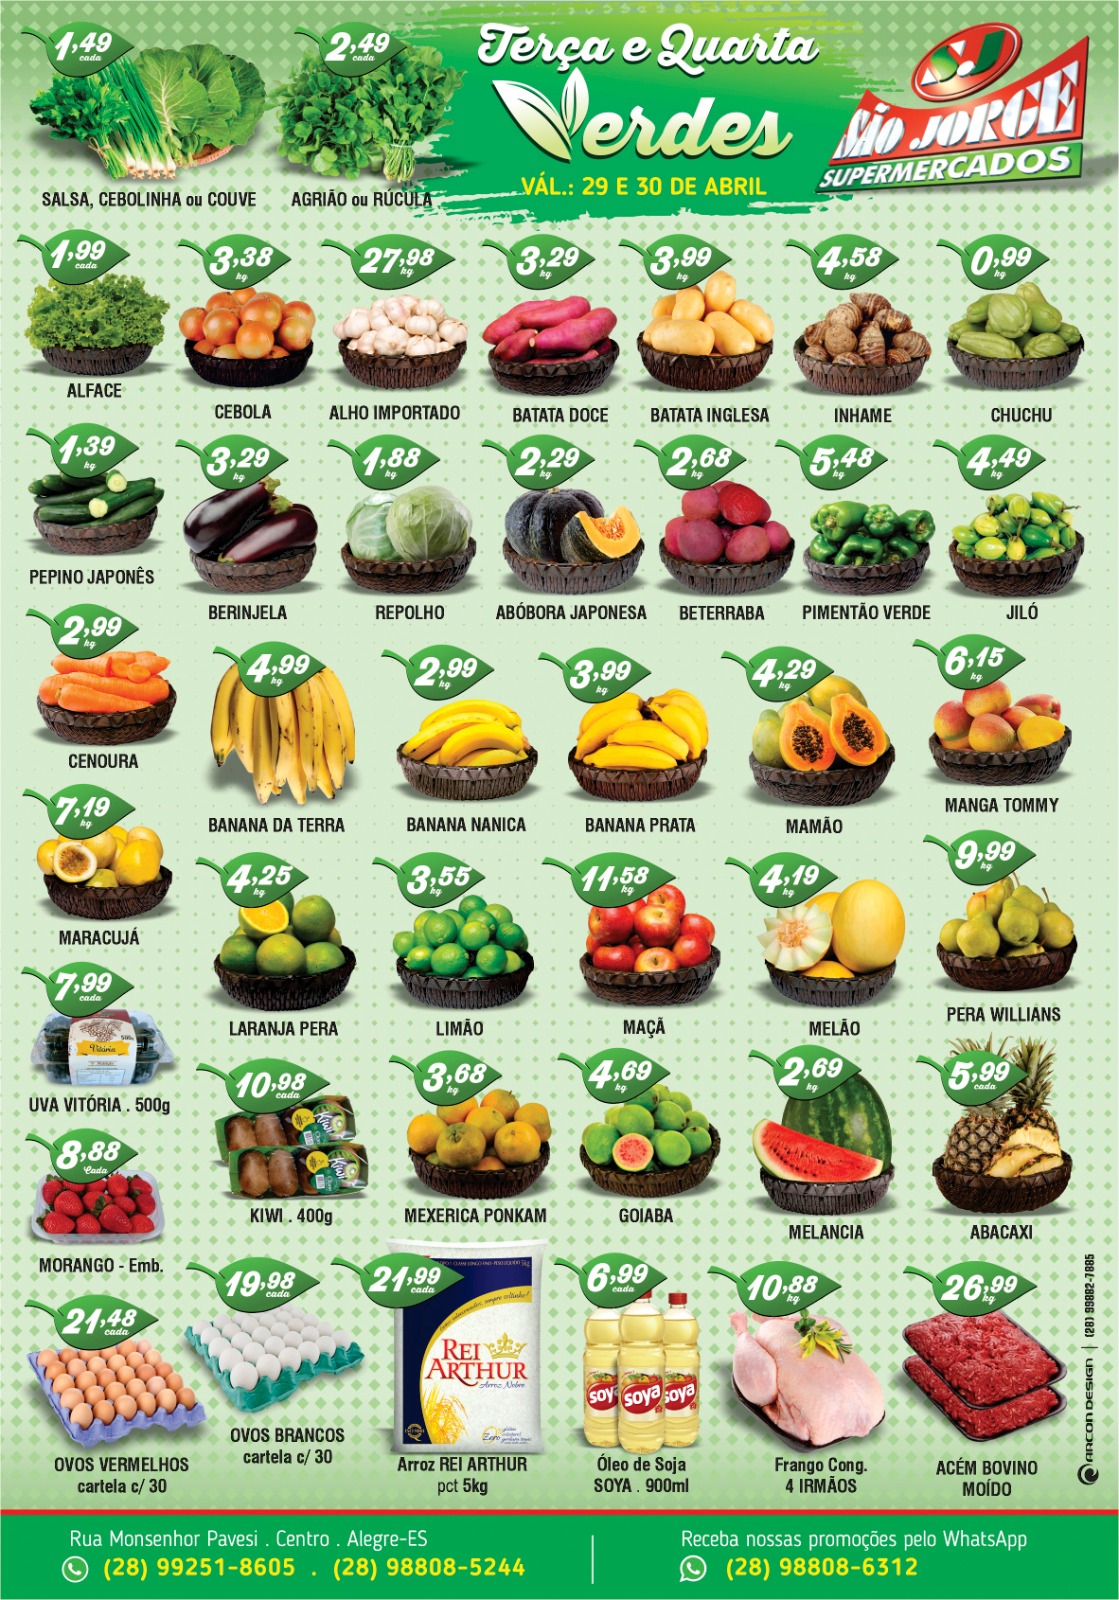 1,49
cada
SALSA, CEBOLINHA ou COUVE
2,49
cada
AGRIÃO ou RÚCULA
Terça e Quarta
Verdes
VÁL.: 29 E 30 DE ABRIL
SJ
SÃO JORGE
SUPERMERCADOS
1,99
cada
ALFACE
3,38
kg
CEBOLA
27,98
kg
ALHO IMPORTADO
3,29
kg
BATATA DOCE
3,99
kg
BATATA INGLESA
4,58
kg
INHAME
0,99
kg
CHUCHU
1,39
kg
PEPINO JAPONÊS
3,29
kg
BERINJELA
1,88
kg
REPOLHO
2,29
kg
ABÓBORA JAPONESA
2,68
kg
BETERRABA
5,48
kg
PIMENTÃO VERDE
4,49
kg
JILÓ
2,99
kg
CENOURA
4,99
kg
BANANA DA TERRA
2,99
kg
BANANA NANICA
3,99
kg
BANANA PRATA
4,29
kg
MAMÃO
6,15
kg
MANGA TOMMY
7,19
kg
MARACUJÁ
4,25
kg
LARANJA PERA
3,55
kg
LIMÃO
11,58
kg
MAÇÃ
4,19
kg
MELÃO
9,99
kg
PERA WILLIANS
7,99
cada
Vitória
500g
UVA VITÓRIA . 500g
10,98
cada
Kiwi
Kiwi
KIWI . 400g
3,68
kg
MEXERICA PONKAM
4,69
kg
GOIABA
2,69
kg
MELANCIA
5,99
cada
ABACAXI
8,88
Cada
MORANGO - Emb.
21,48
cada
OVOS VERMELHOS
cartela c/ 30
19,98
cada
OVOS BRANCOS
cartela c/ 30
21,99
cada
REI
ARTHUR
Arroz Nobre
Zero
Arroz REI ARTHUR
pct 5kg
6,99
cada
soya
soya
soya
Óleo de Soja
SOYA . 900ml
10,88
kg
Frango Cong.
4 IRMÃOS
26,99
kg
ACÉM BOVINO
MOÍDO
ARCON DESIGN | (28) 99882-7885
Rua Monsenhor Pavesi . Centro . Alegre-ES
(28) 99251-8605 . (28) 98808-5244
Receba nossas promoções pelo WhatsApp
(28) 98808-6312